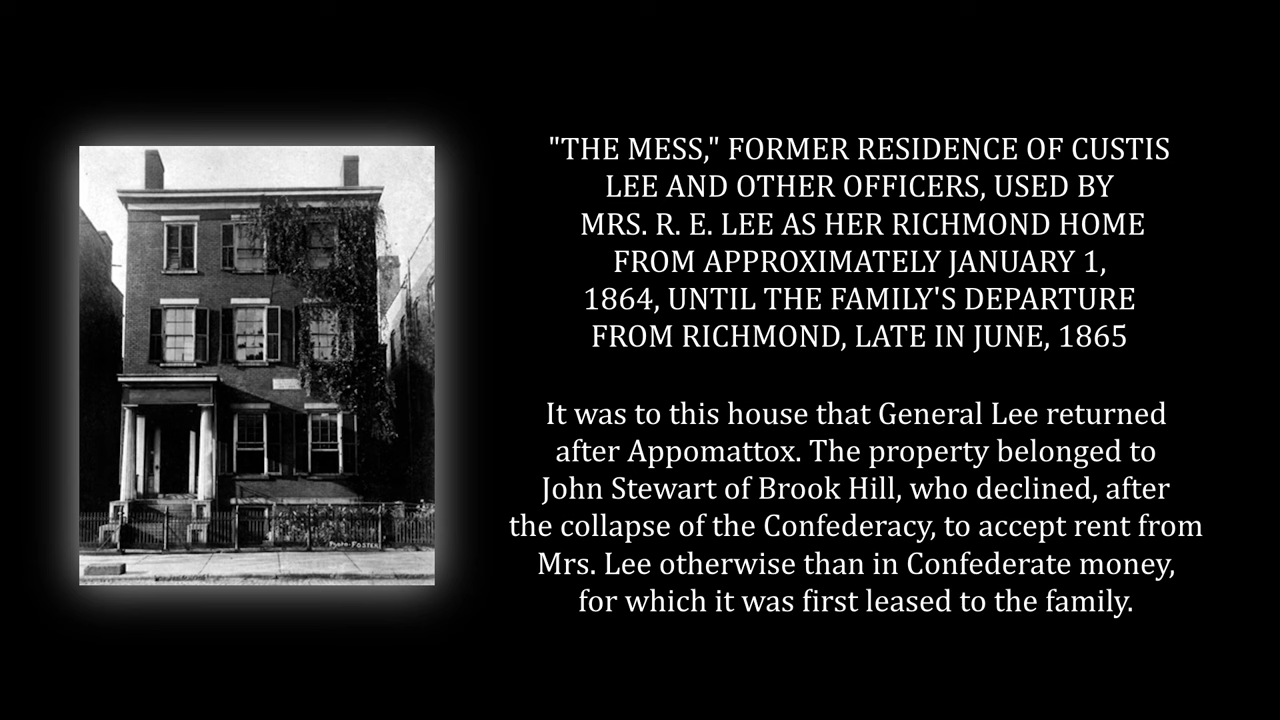 "THE MESS," FORMER RESIDENCE OF CUSTIS
LEE AND OTHER OFFICERS, USED BY
MRS. R. E. LEE AS HER RICHMOND HOME
FROM APPROXIMATELY JANUARY 1,
1864, UNTIL THE FAMILY'S DEPARTURE
FROM RICHMOND, LATE IN JUNE, 1865
It was to this house that General Lee returned
after Appomattox. The property belonged to
John Stewart of Brook Hill, who declined, after
the collapse of the Confederacy, to accept rent from
Mrs. Lee otherwise than in Confederate money,
for which it was first leased to the family.
Photo-FOSTER